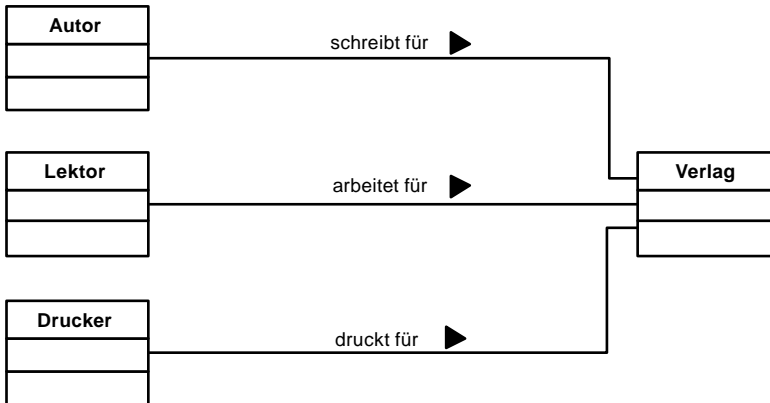 Autor
schreibt für
Lektor
arbeitet für
Verlag
Drucker
druckt für